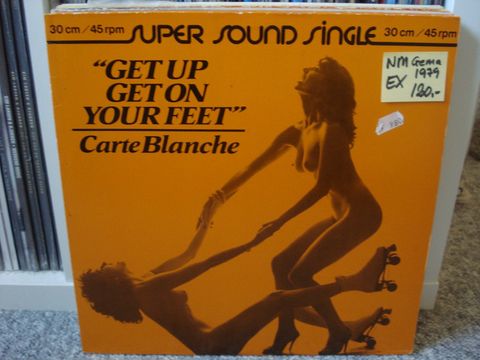 30 cm / 45 rpm SUPER SOUND SINGLE 30 cm / 45 rpm
"GET UP
GET ON
YOUR FEET"
Carte Blanche
NM Gema
EX 1979
120,-